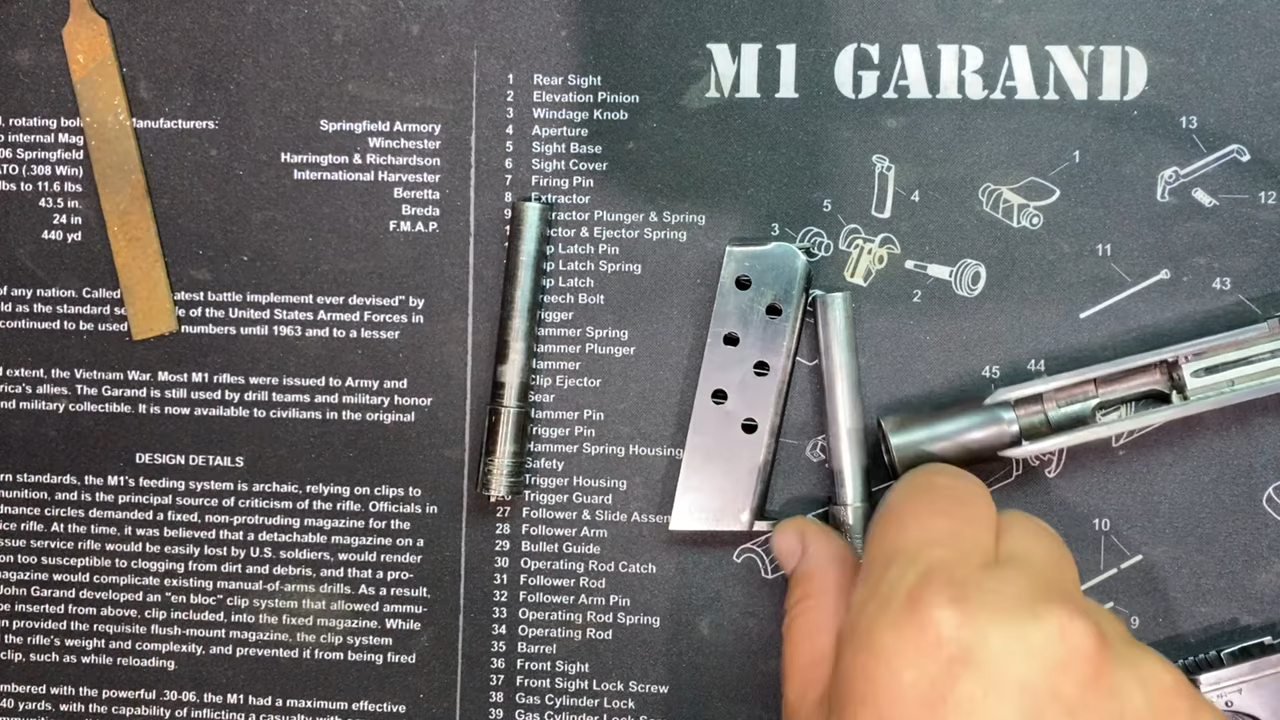 M1 GARAND
, rotating bol
Manufacturers:
Springfield Armory
Winchester
Harrington & Richardson
International Harvester
Beretta
Breda
F.M.A.P.
internal Mag
06 Springfield
(.308 Win)
lbs to 11.6 lbs
43.5 in.
24 in
440 yd
of any nation. Called
atest battle implement ever devised" by
ld as the standard se
e of the United States Armed Forces in
continued to be used
numbers until 1963 and to a lesser
extent, the Vietnam War. Most M1 rifles were issued to Army and
rica's allies. The Garand is still used by drill teams and military honor
nd military collectible. It is now available to civilians in the original
DESIGN DETAILS
rn standards, the M1's feeding system is archaic, relying on clips to
munition, and is the principal source of criticism of the rifle. Officials in
dnance circles demanded a fixed, non-protruding magazine for the
ice rifle. At the time, it was believed that a detachable magazine on a
ssue service rifle would be easily lost by U.S. soldiers, would render
on too susceptible to clogging from dirt and debris, and that a pro-
agazine would complicate existing manual-of-arms drills. As a result,
John Garand developed an "en bloc" clip system that allowed ammu-
be inserted from above, clip included, into the fixed magazine. While
n provided the requisite flush-mount magazine, the clip system
the rifle's weight and complexity, and prevented it from being fired
clip, such as while reloading.
mbered with the powerful .30-06, the M1 had a maximum effective
40 yards, with the capability of inflicting a casualty with
1 Rear Sight
2 Elevation Pinion
3 Windage Knob
4 Aperture
5 Sight Base
6 Sight Cover
7 Firing Pin
8 Extractor
9 tractor Plunger & Spring
1 ector & Ejector Spring
p Latch Pin
p Latch Spring
ip Latch
reech Bolt
rigger
ammer Spring
ammer Plunger
ammer
Clip Ejector
Sear
Hammer Pin
Trigger Pin
Hammer Spring Housing
Safety
Trigger Housing
26 Trigger Guard
27 Follower & Slide Assem
28 Follower Arm
29 Bullet Guide
30 Operating Rod Catch
31 Follower Rod
32 Follower Arm Pin
33 Operating Rod Spring
34 Operating Rod
35 Barrel
36 Front Sight
37 Front Sight Lock Screw
38 Gas Cylinder Lock
39 Gas Cylinder Lock
13
1
12
4
5
3
2
11
43
45
44
10
9